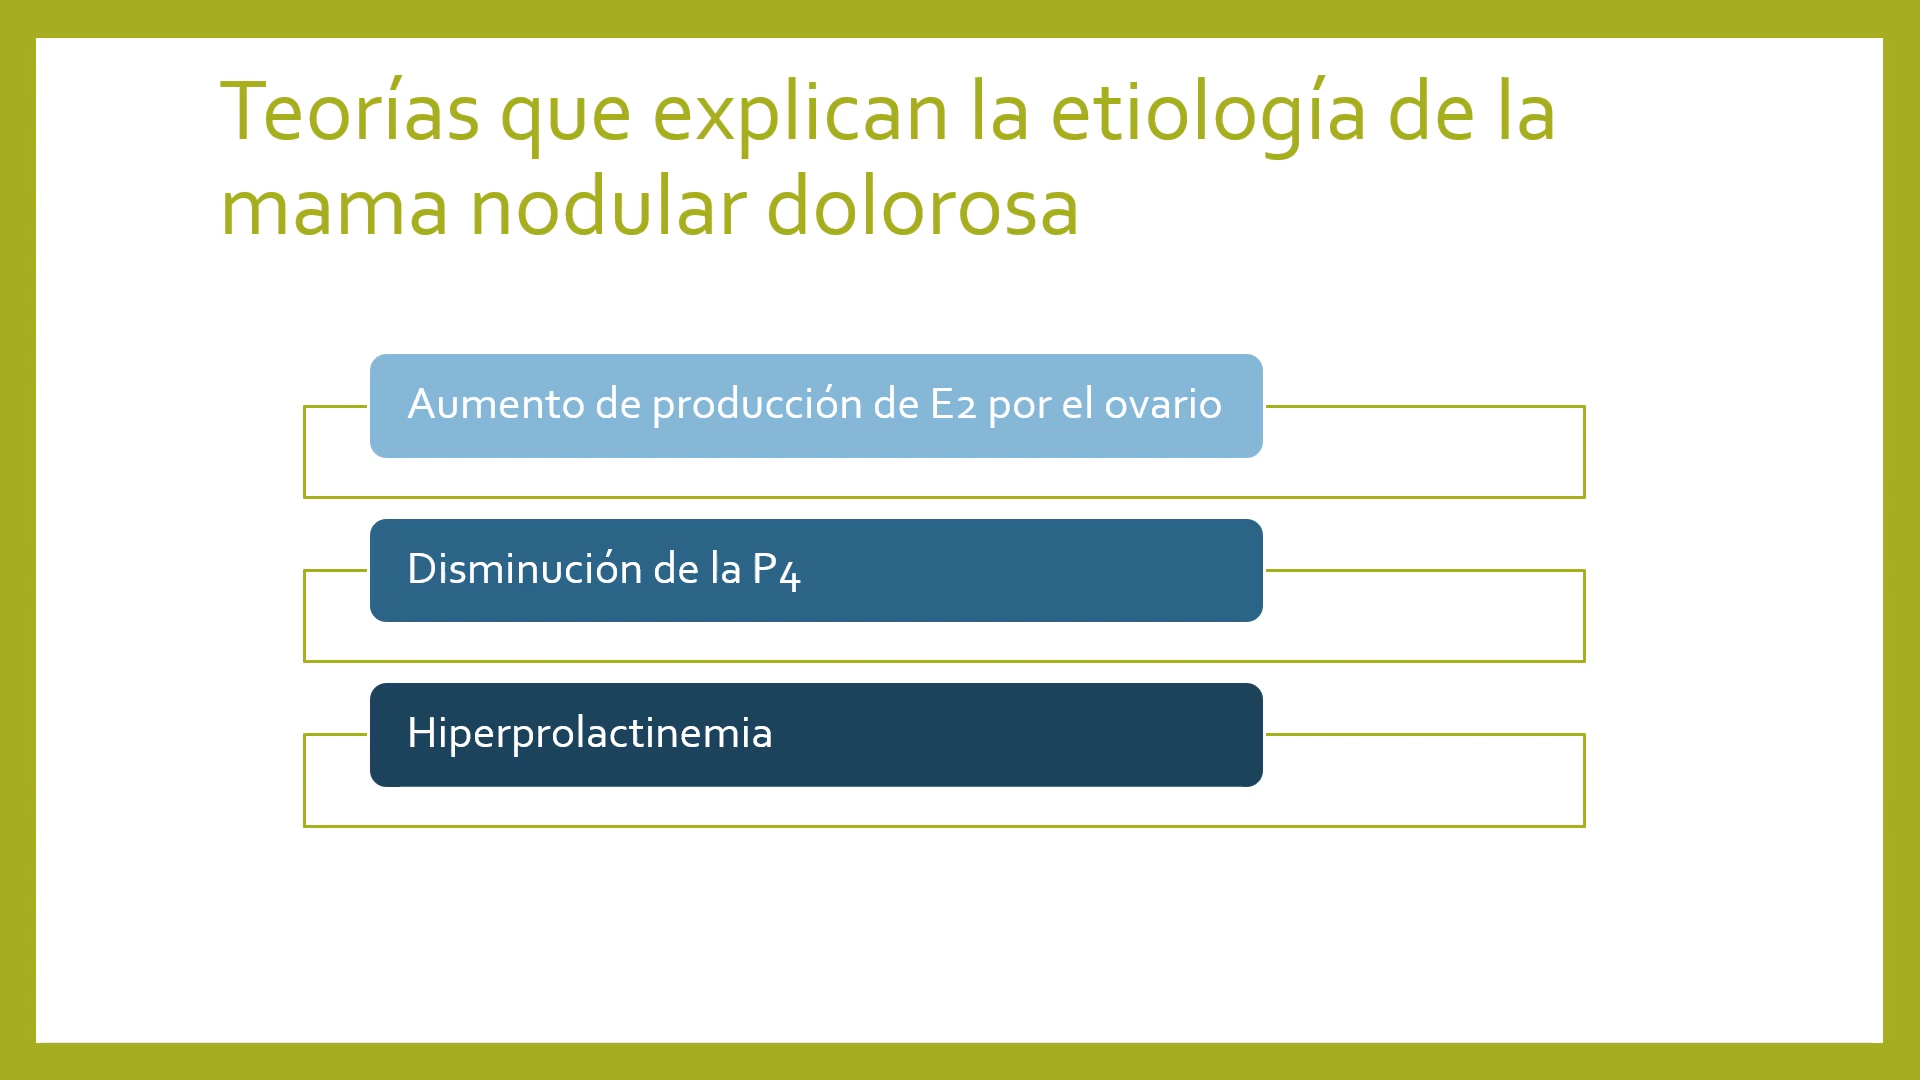 Teorías que explican la etiología de la
mama nodular dolorosa
Aumento de producción de E2 por el ovario
Disminución de la P4
Hiperprolactinemia